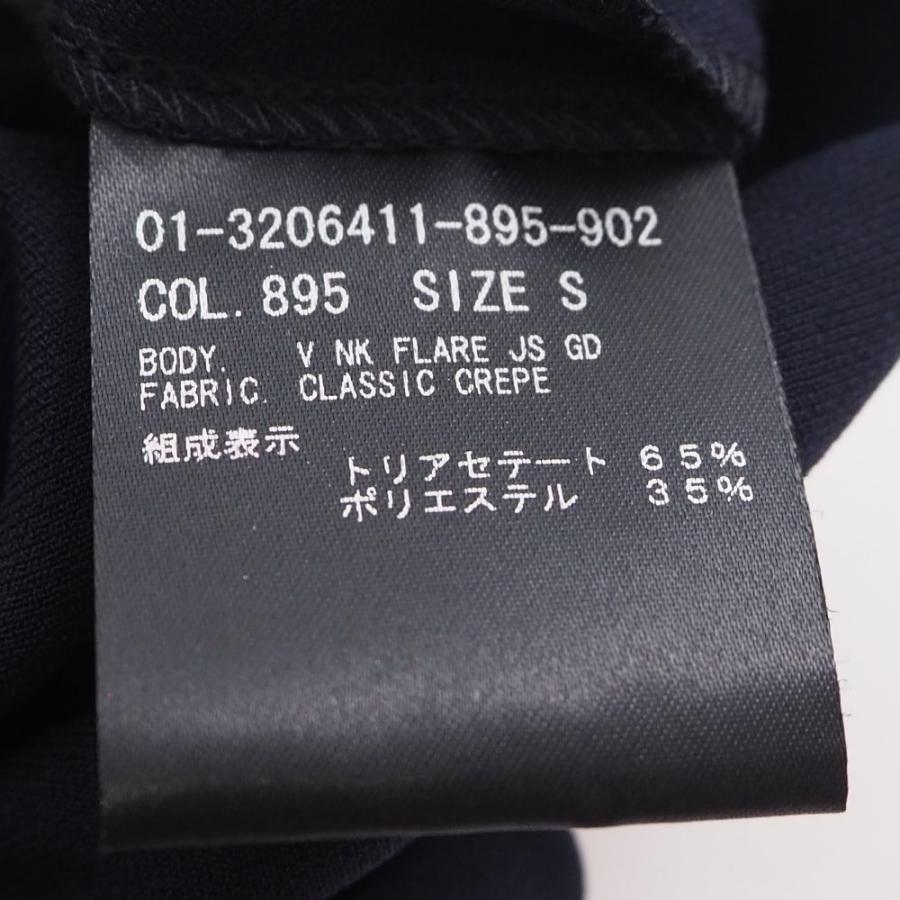 01-3206411-895-902
COL. 895 SIZE S
BODY. V NK FLARE JS GD
FABRIC. CLASSIC CREPE
組成表示
トリアセテート 65%
ポリエステル 35%